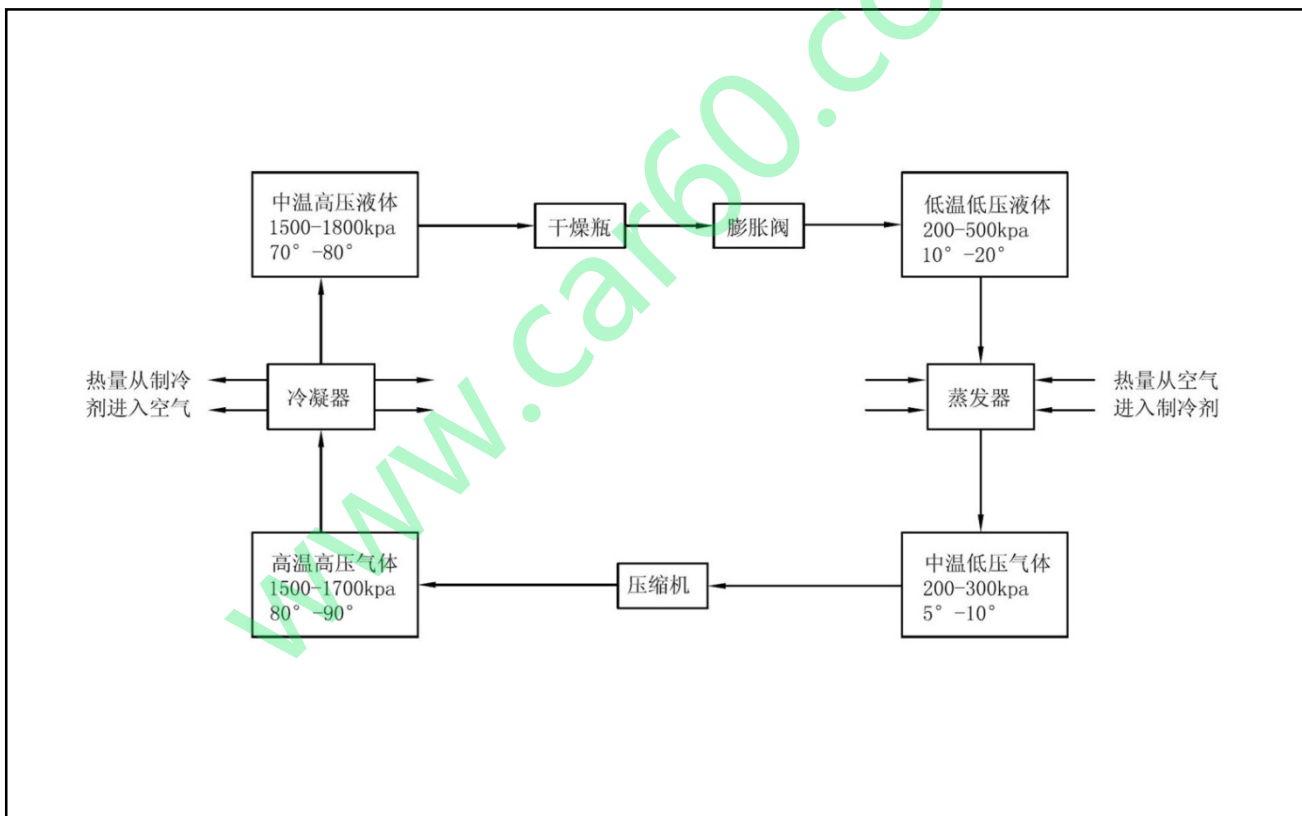 中温高压液体
1500-1800kpa
70° -80°
干燥瓶
膨胀阀
低温低压液体
200-500kpa
10° -20°
热量从制冷
剂进入空气
冷凝器
蒸发器
热量从空气
进入制冷剂
高温高压气体
1500-1700kpa
80° -90°
压缩机
中温低压气体
200-300kpa
5° -10°
www.car60.co